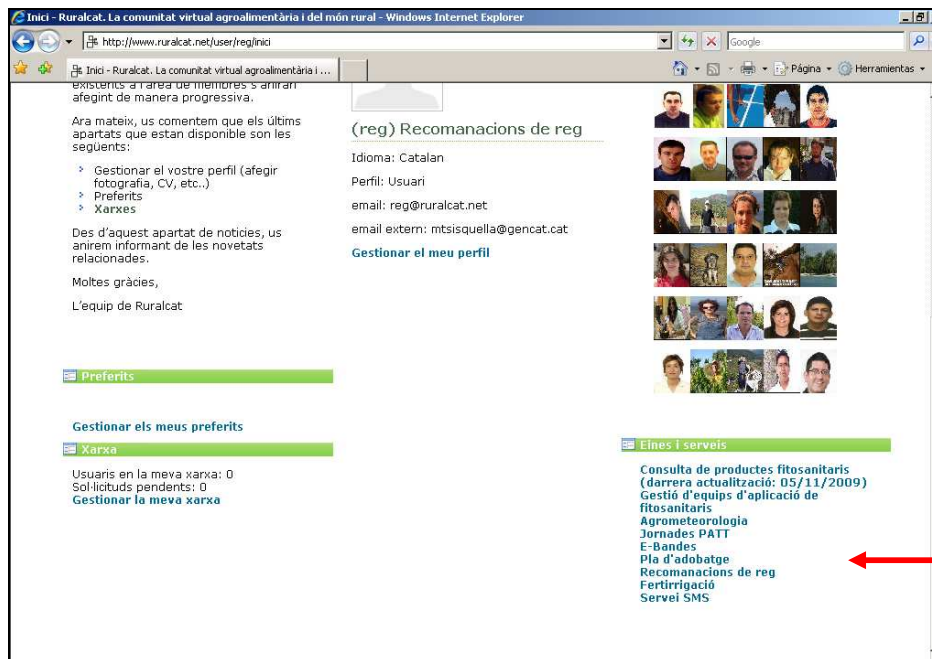 Inici - Ruralcat. La comunitat virtual agroalimentària i del món rural - Windows Internet Explorer
http://www.ruralcat.net/user/reg/inici
Google
Inici - Ruralcat. La comunitat virtual agroalimentària i ...
Página
Herramientas
existents a l'àrea de membres s'aniran
afegint de manera progressiva.
Ara mateix, us comentem que els últims
apartats que estan disponible son les
següents:
Gestionar el vostre perfil (afegir
fotografia, CV, etc..)
Preferits
Xarxes
Des d'aquest apartat de noticies, us
anirem informant de les novetats
relacionades.
Moltes gràcies,
L'equip de Ruralcat
Preferits
Gestionar els meus preferits
Xarxa
Usuaris en la meva xarxa: 0
Sol·licituds pendents: 0
Gestionar la meva xarxa
(reg) Recomanacions de reg
Idioma: Catalan
Perfil: Usuari
email: reg@ruralcat.net
email extern: mtsisquella@gencat.cat
Gestionar el meu perfil
Eines i serveis
Consulta de productes fitosanitaris
(darrera actualització: 05/11/2009)
Gestió d'equips d'aplicació de
fitosanitaris
Agrometeorologia
Jornades PATT
E-Bandes
Pla d'adobatge
Recomanacions de reg
Fertirrigació
Servei SMS